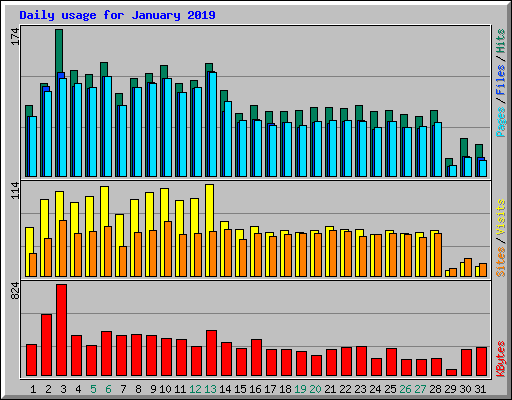 Daily usage for January 2019
174
Pages / Files / Hits
114
Sites / Visits
824
KBytes
1 2 3 4 5 6 7 8 9 10 11 12 13 14 15 16 17 18 19 20 21 22 23 24 25 26 27 28 29 30 31